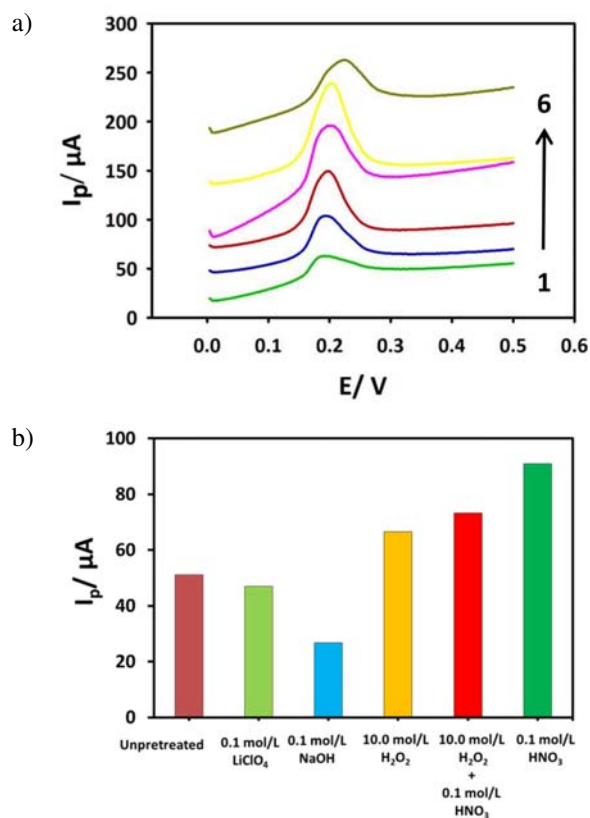 a)
300
250
200
150
100
50
0
I_p/ µA
6
1
0.0 0.1 0.2 0.3 0.4 0.5 0.6
E/ V
b)
100
80
60
40
20
0
I_p/ µA
Unpretreated
0.1 mol/L
LiClO₄
0.1 mol/L
NaOH
10.0 mol/L
H₂O₂
10.0 mol/L
H₂O₂
+
0.1 mol/L
HNO₃
0.1 mol/L
HNO₃